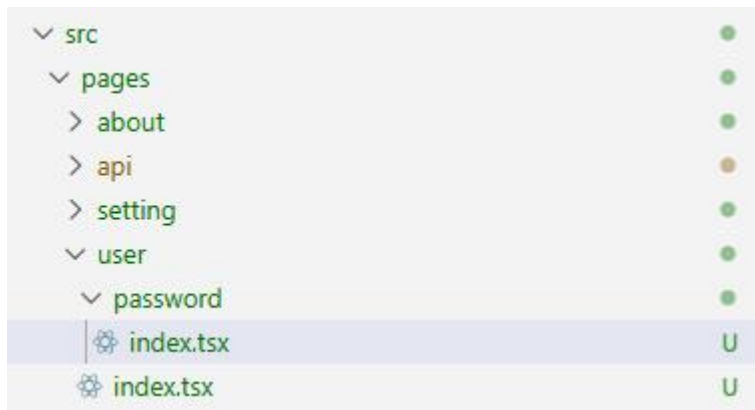 src
pages
about
api
setting
user
password
index.tsx U
index.tsx U